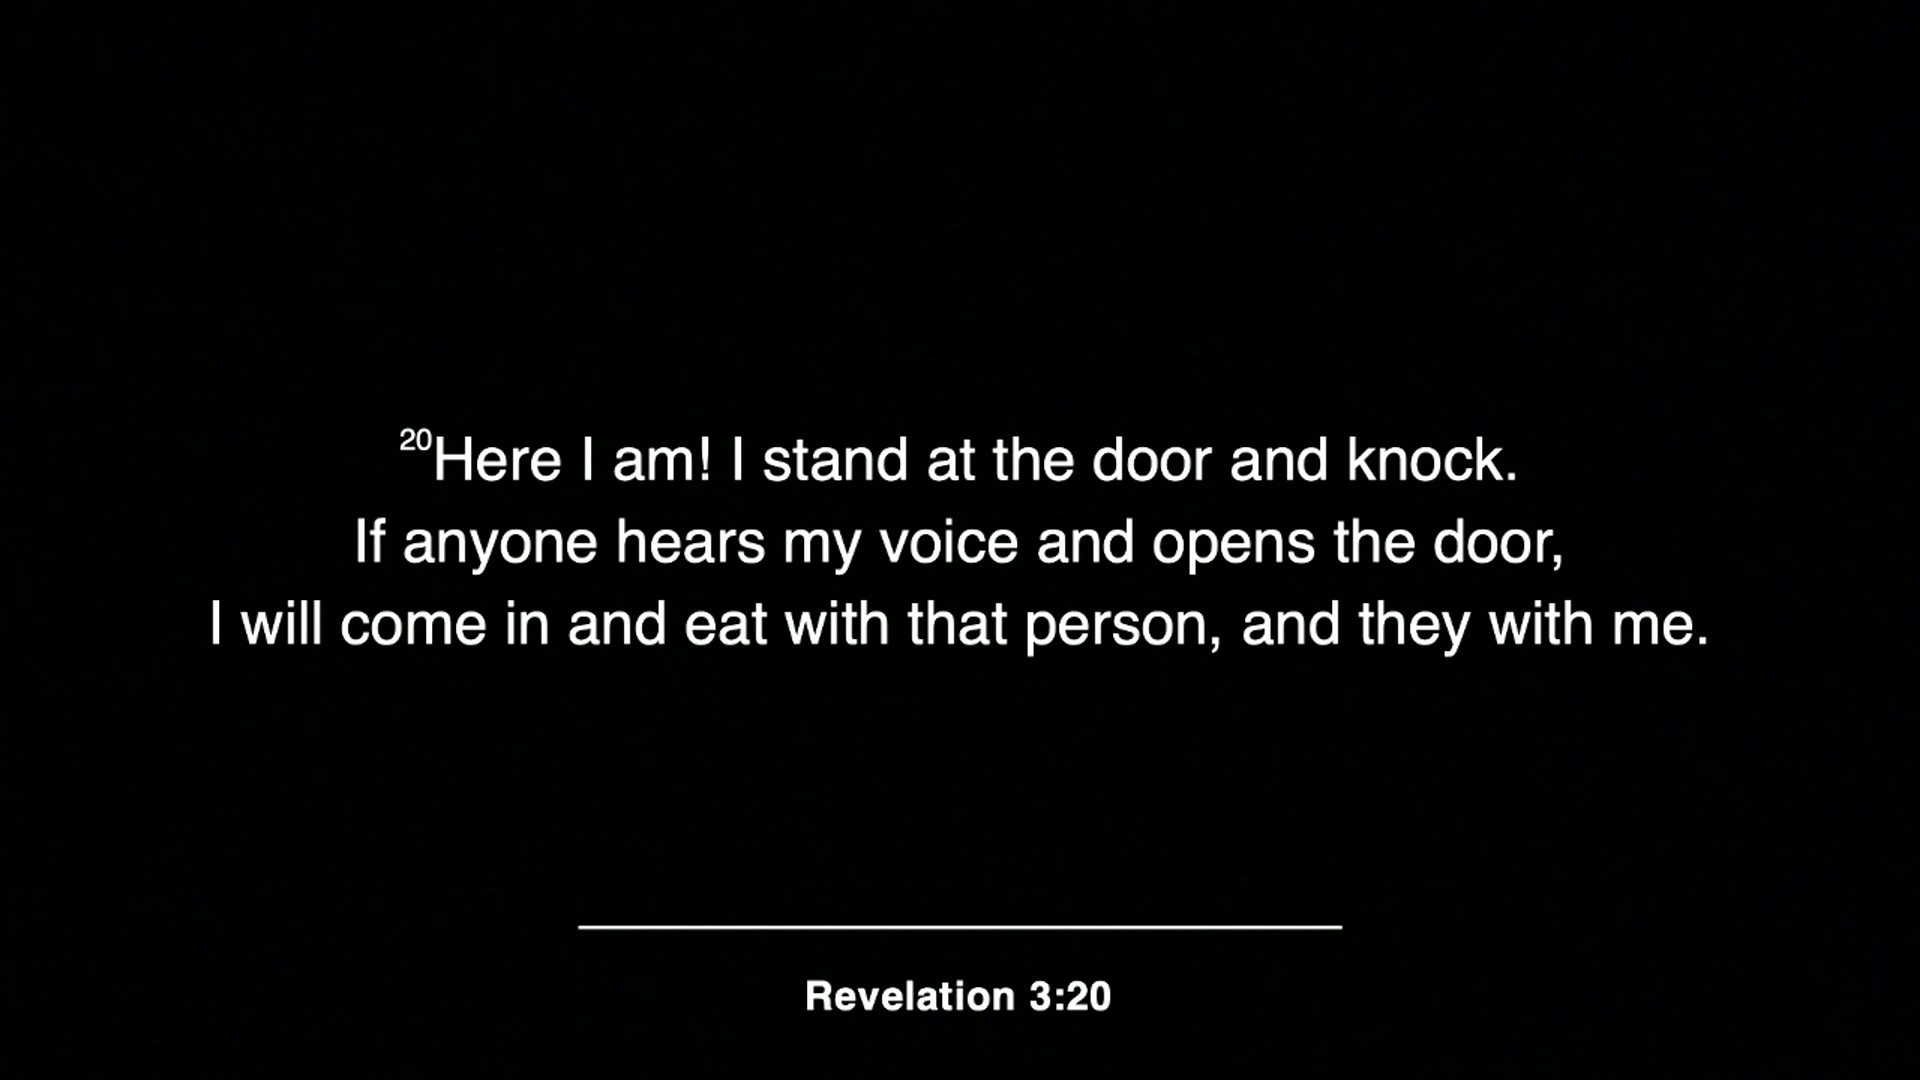 20Here I am! I stand at the door and knock.
If anyone hears my voice and opens the door,
I will come in and eat with that person, and they with me.
Revelation 3:20